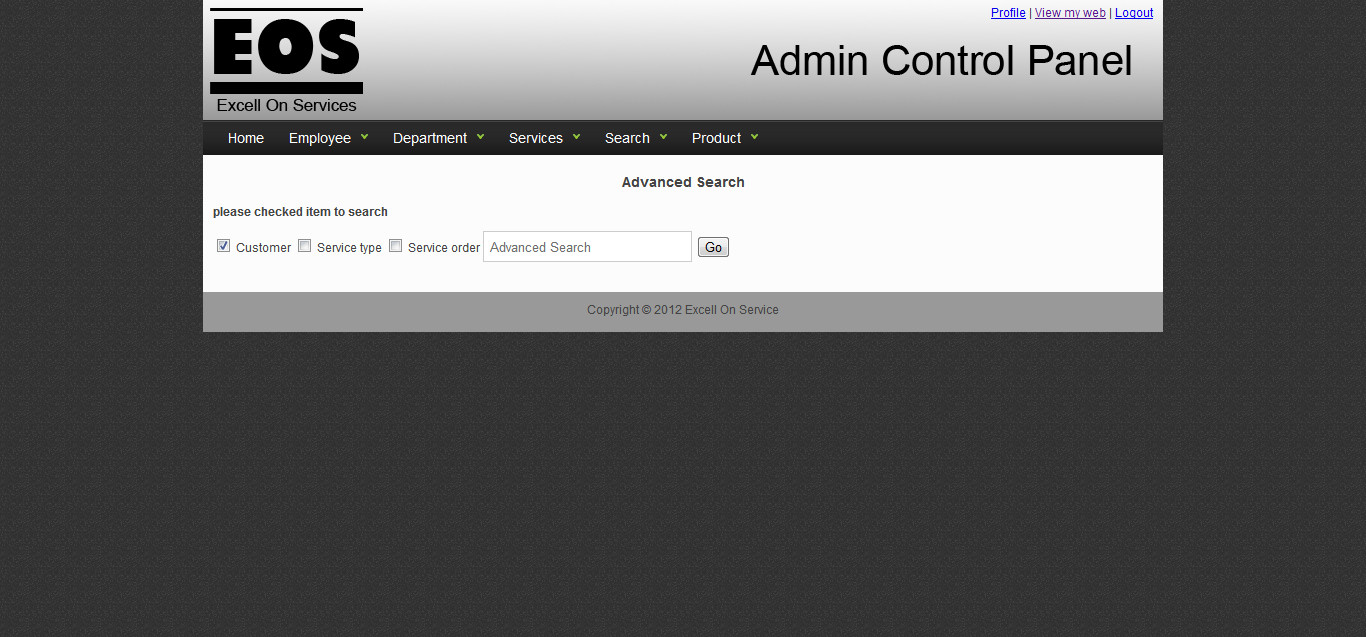 EOS
Excell On Services
Profile | View my web | Logout
Admin Control Panel
Home Employee Department Services Search Product
Advanced Search
please checked item to search
Customer Service type Service order Advanced Search Go
Copyright © 2012 Excell On Service